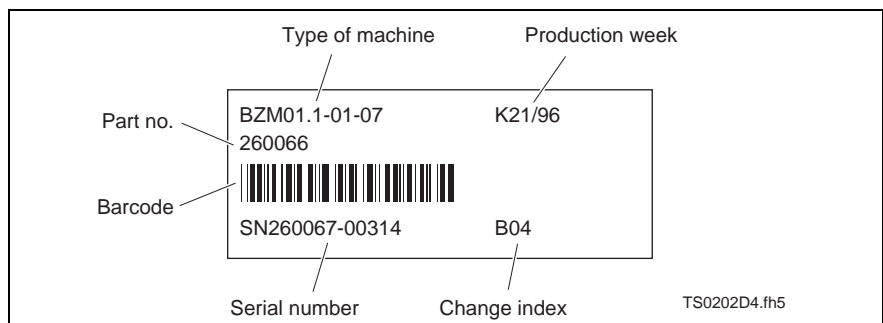 Type of machine Production week
BZM01.1-01-07 K21/96
Part no.
260066
Barcode
SN260067-00314 B04
Serial number Change index
TS0202D4.fh5